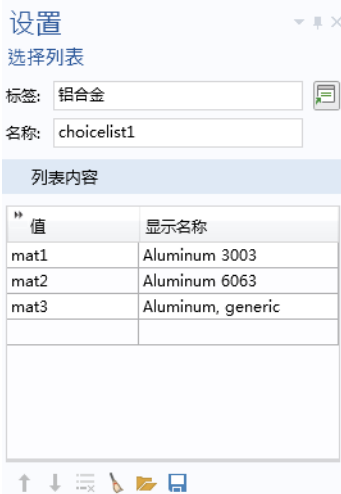 设置
选择列表
标签: 铝合金
名称: choicelist1
列表内容
值 显示名称
mat1 Aluminum 3003
mat2 Aluminum 6063
mat3 Aluminum, generic